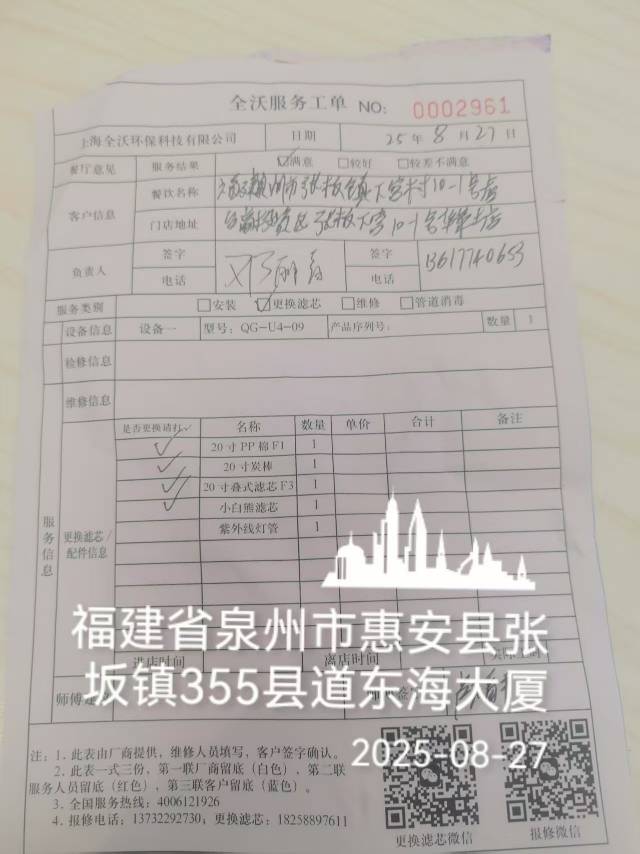 全沃服务工单 NO: 0002961
上海全沃环保科技有限公司 日期 25年8月27日
餐厅意见 服务结果 ☑满意 □较好 □较差不满意
客户信息 餐饮名称
门店地址
负责人 签字 签字
电话 电话
服务类别 □安装 ☑更换滤芯 □维修 □管道消毒
设备信息 设备一 型号: QG-U4-09 产品序列号: 数量 1
检修信息
维修信息
服务信息
更换滤芯/配件信息
是否更换请打✓ 名称 数量 单价 合计 备注
✓ 20寸PP棉F1 1
✓ 20寸炭棒 1
✓ 20寸叠式滤芯F3 1
✓ 小白熊滤芯 1
紫外线灯管 1
进店时间 离店时间
福建省泉州市惠安县张
坂镇355县道东海大厦
2025-08-27
注: 1. 此表由厂商提供, 维修人员填写, 客户签字确认。
2. 此表一式三份, 第一联厂商留底(白色), 第二联
服务人员留底(红色), 第三联客户留底(蓝色)。
3. 全国服务热线: 4006121926
4. 报修电话: 13732292730; 更换滤芯: 18258897611
更换滤芯微信 报修微信